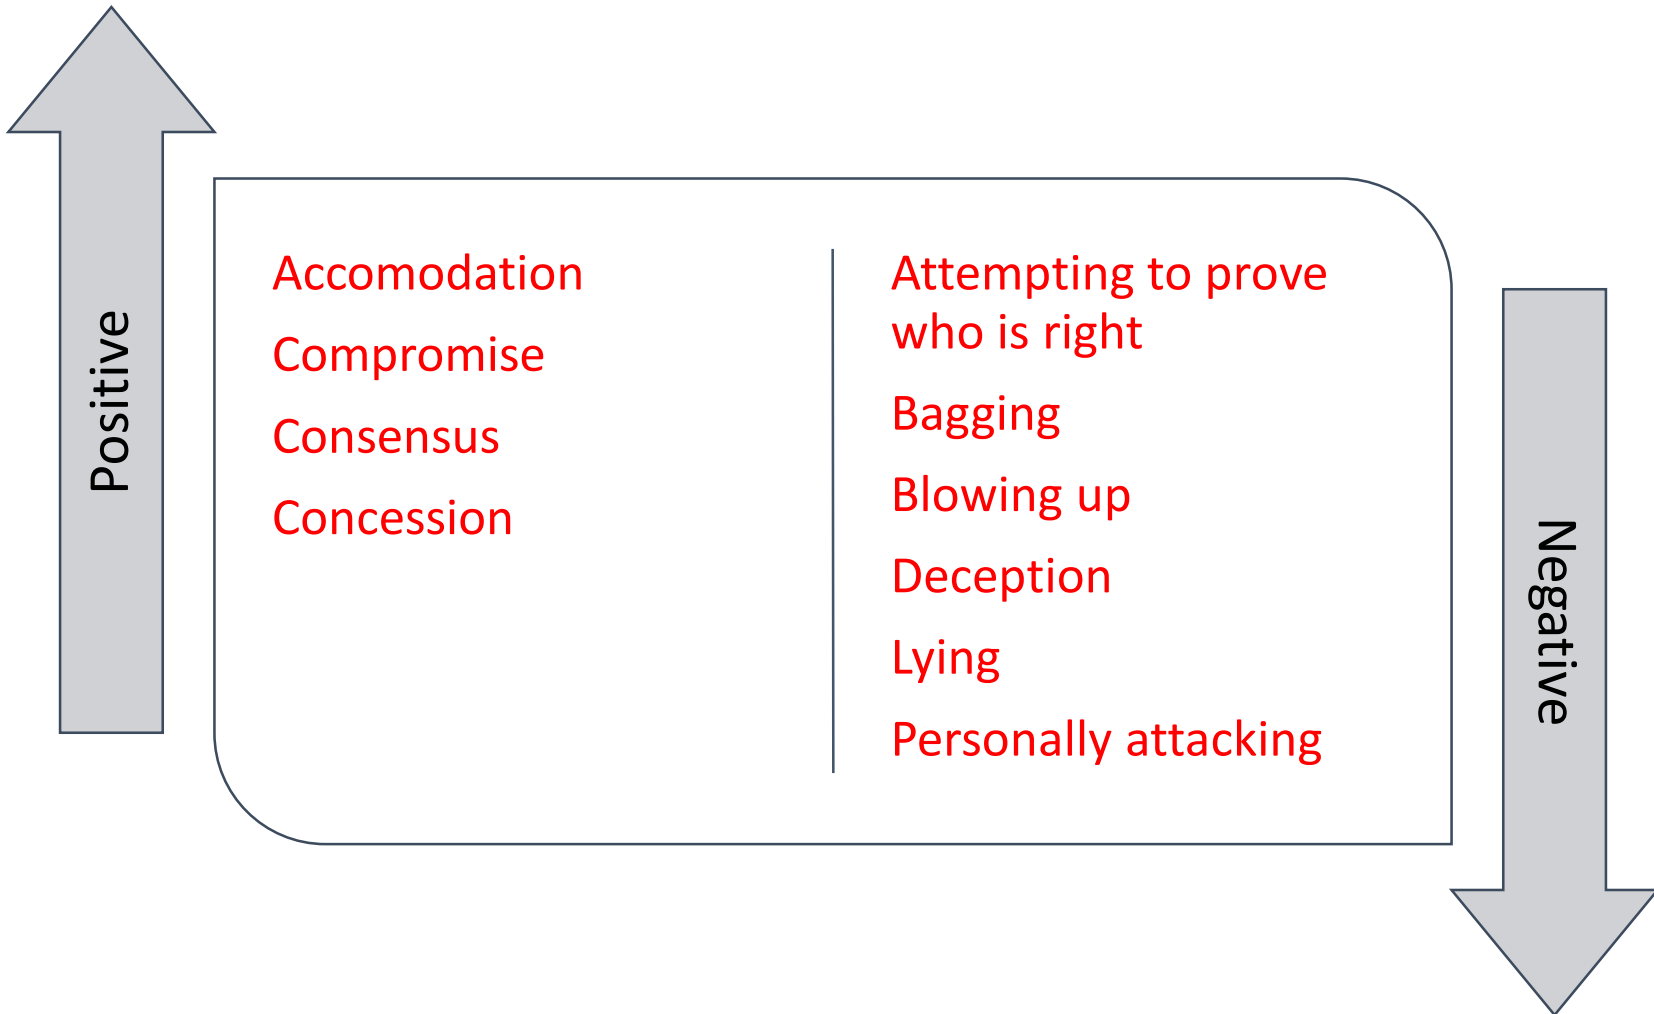 Positive
Accomodation
Compromise
Consensus
Concession
Attempting to prove
who is right
Bagging
Blowing up
Deception
Lying
Personally attacking
Negative